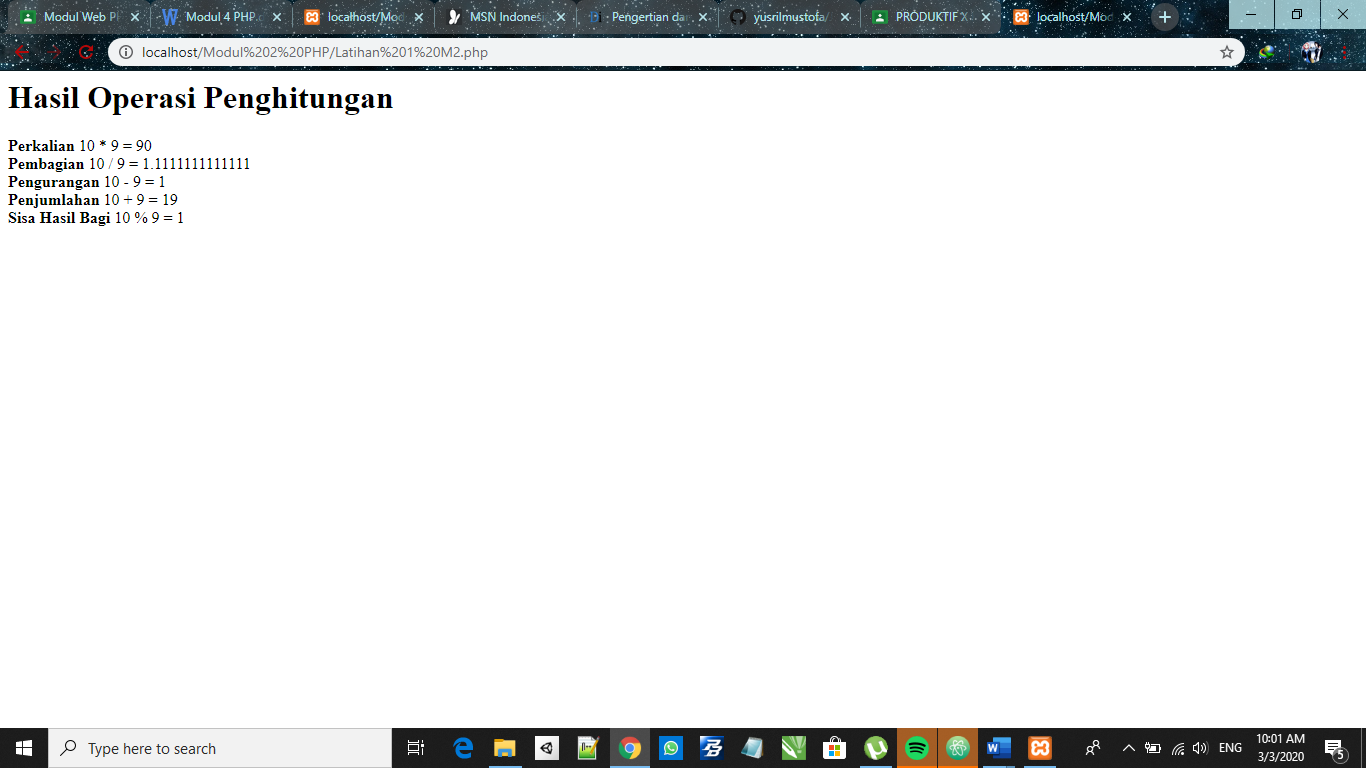 Modul Web P
Modul 4 PHP.
localhost/Mod
MSN Indones
Pengertian da
yusrilmustofa/
PRODUKTIF X
localhost/Mod
localhost/Modul%202%20PHP/Latihan%201%20M2.php
Hasil Operasi Penghitungan
Perkalian 10 * 9 = 90
Pembagian 10 / 9 = 1.1111111111111
Pengurangan 10 - 9 = 1
Penjumlahan 10 + 9 = 19
Sisa Hasil Bagi 10 % 9 = 1
Type here to search
ENG
10:01 AM
3/3/2020
5